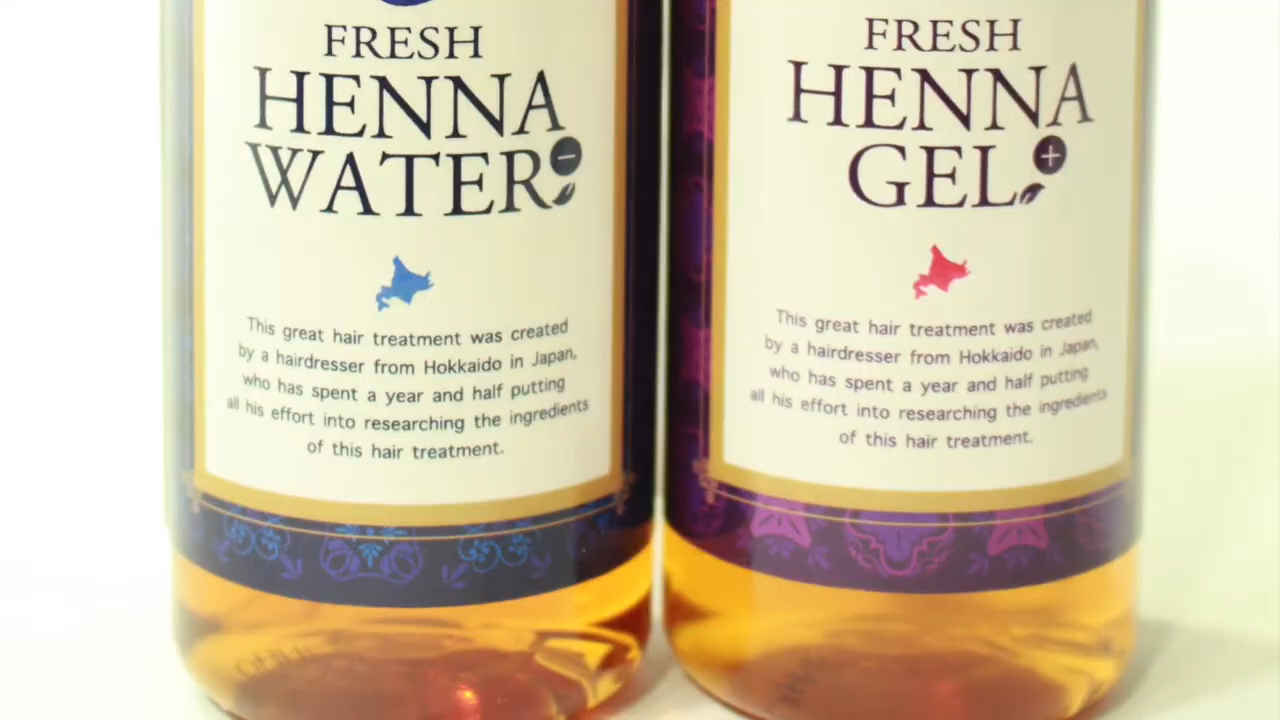 FRESH
HENNA
WATER
This great hair treatment was created
by a hairdresser from Hokkaido in Japan,
who has spent a year and half putting
all his effort into researching the ingredients
of this hair treatment.
FRESH
HENNA
GEL
This great hair treatment was created
by a hairdresser from Hokkaido in Japan,
who has spent a year and half putting
all his effort into researching the ingredients
of this hair treatment.